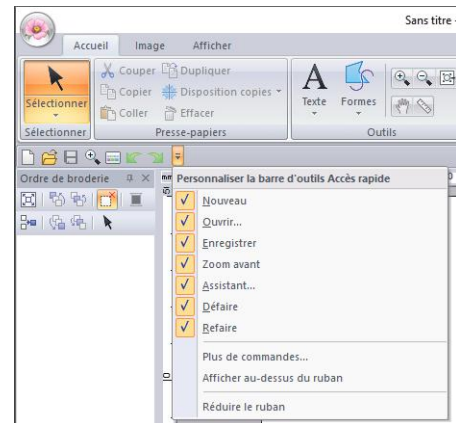 Sans titre -
Accueil Image Afficher
Couper Dupliquer
Copier Disposition copies
Coller Effacer
Sélectionner
Texte Formes
Sélectionner Presse-papiers Outils
Ordre de broderie
Personnaliser la barre d'outils Accès rapide
Nouveau
Ouvrir...
Enregistrer
Zoom avant
Assistant...
Défaire
Refaire
Plus de commandes...
Afficher au-dessus du ruban
Réduire le ruban